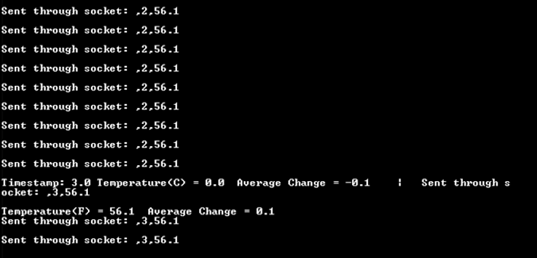 Sent through socket: ,2,56.1
Sent through socket: ,2,56.1
Sent through socket: ,2,56.1
Sent through socket: ,2,56.1
Sent through socket: ,2,56.1
Sent through socket: ,2,56.1
Sent through socket: ,2,56.1
Sent through socket: ,2,56.1
Sent through socket: ,2,56.1
Timestamp: 3.0 Temperature(C) = 0.0  Average Change = -0.1    |   Sent through s
ocket: ,3,56.1
Temperature(F) = 56.1  Average Change = 0.1
Sent through socket: ,3,56.1
Sent through socket: ,3,56.1